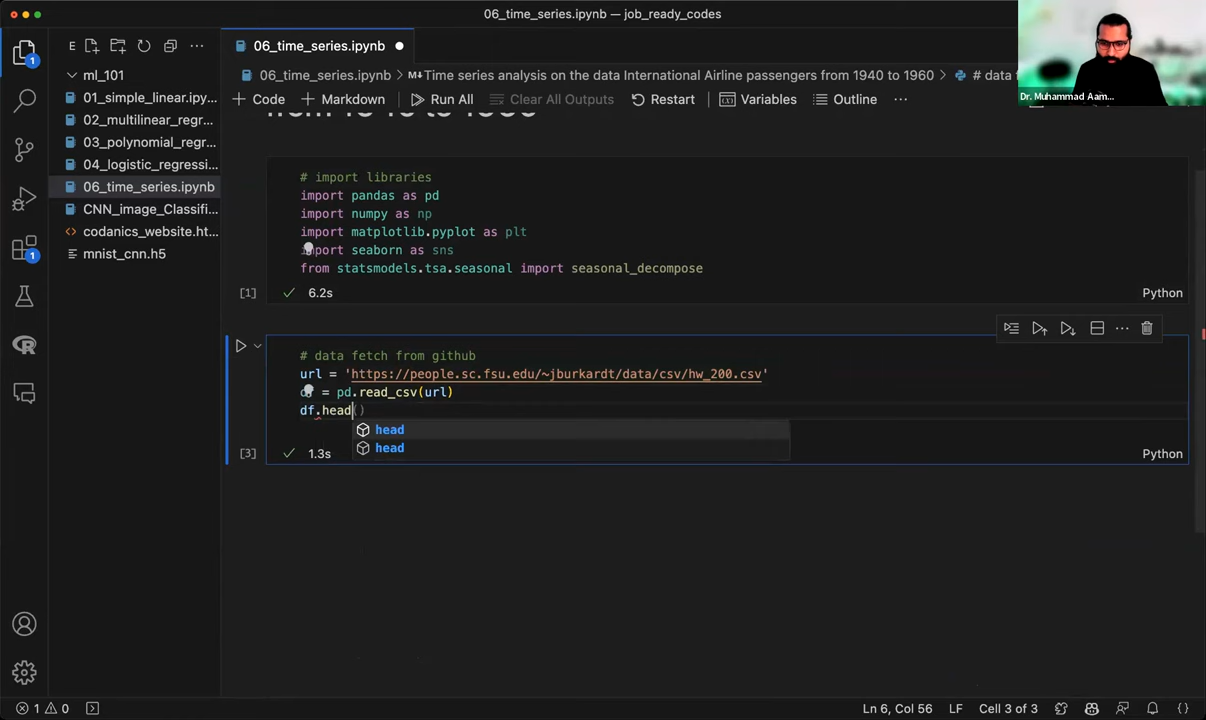 06_time_series.ipynb — job_ready_codes
E
06_time_series.ipynb
Dr. Muhammad Aam...
06_time_series.ipynb > M↓Time series analysis on the data International Airline passengers from 1940 to 1960 > # data f
+ Code + Markdown Run All Clear All Outputs Restart Variables Outline ...
ml_101
01_simple_linear.ipy...
02_multilinear_regr...
03_polynomial_regr...
04_logistic_regressi...
06_time_series.ipynb
CNN_image_Classifi...
codanics_website.ht...
mnist_cnn.h5
1
1
# import libraries
import pandas as pd
import numpy as np
import matplotlib.pyplot as plt
import seaborn as sns
from statsmodels.tsa.seasonal import seasonal_decompose
[1] 6.2s Python
# data fetch from github
url = 'https://people.sc.fsu.edu/~jburkardt/data/csv/hw_200.csv'
df = pd.read_csv(url)
df.head()
head
head
[3] 1.3s Python
1 0
Ln 6, Col 56 LF Cell 3 of 3